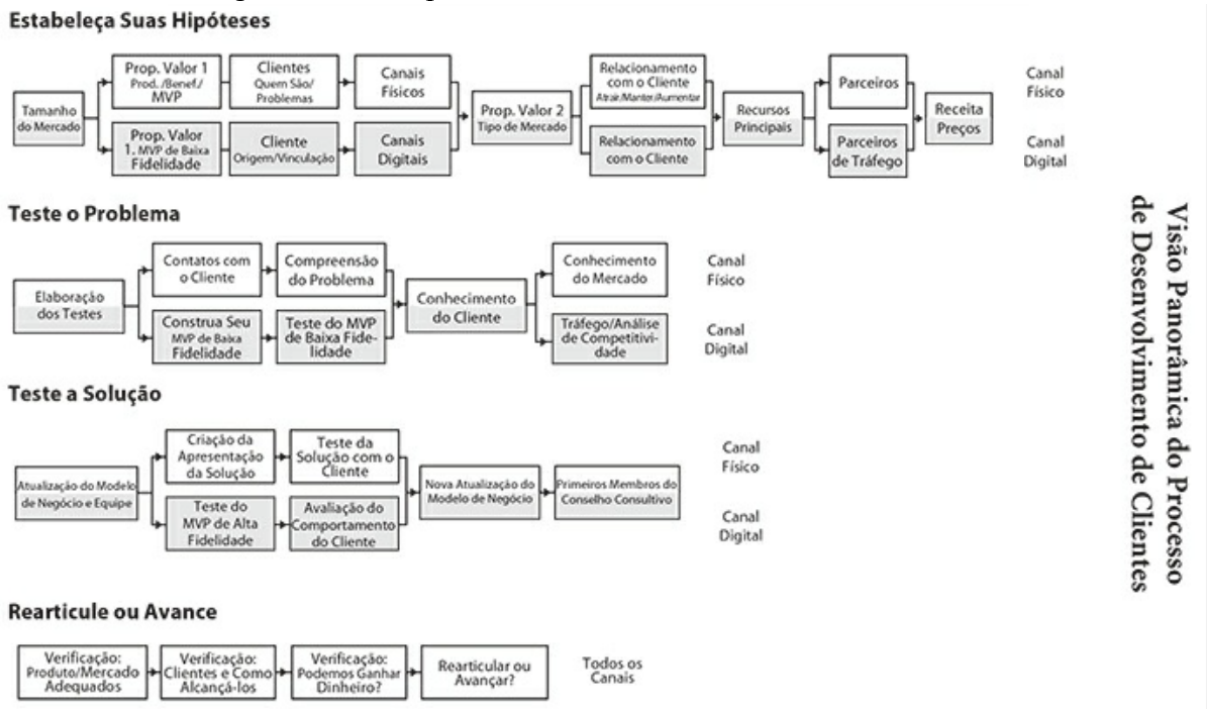 Estabeleça Suas Hipóteses
Tamanho
do Mercado
Prop. Valor 1
Prod./Benef./
MVP
Clientes
Quem São/
Problemas
Canais
Físicos
Prop. Valor
1. MVP de Baixa
Fidelidade
Cliente
Origem/Vinculação
Canais
Digitais
Prop. Valor 2
Tipo de Mercado
Relacionamento
com o Cliente
Atrair/Manter/Aumentar
Relacionamento
com o Cliente
Recursos
Principais
Parceiros
Parceiros
de Tráfego
Receita
Preços
Canal
Físico
Canal
Digital
Teste o Problema
Elaboração
dos Testes
Contatos com
o Cliente
Compreensão
do Problema
Construa Seu
MVP de Baixa
Fidelidade
Teste do MVP
de Baixa Fide-
lidade
Conhecimento
do Cliente
Conhecimento
do Mercado
Tráfego/Análise
de Competitivi-
dade
Canal
Físico
Canal
Digital
Teste a Solução
Atualização do Modelo
de Negócio e Equipe
Criação da
Apresentação
da Solução
Teste da
Solução com o
Cliente
Teste do
MVP de Alta
Fidelidade
Avaliação do
Comportamento
do Cliente
Nova Atualização do
Modelo de Negócio
Primeiros Membros do
Conselho Consultivo
Canal
Físico
Canal
Digital
Rearticule ou Avance
Verificação:
Produto/Mercado
Adequados
Verificação:
Clientes e Como
Alcançá-los
Verificação:
Podemos Ganhar
Dinheiro?
Rearticular ou
Avançar?
Todos os
Canais
Visão Panorâmica do Processo
de Desenvolvimento de Clientes